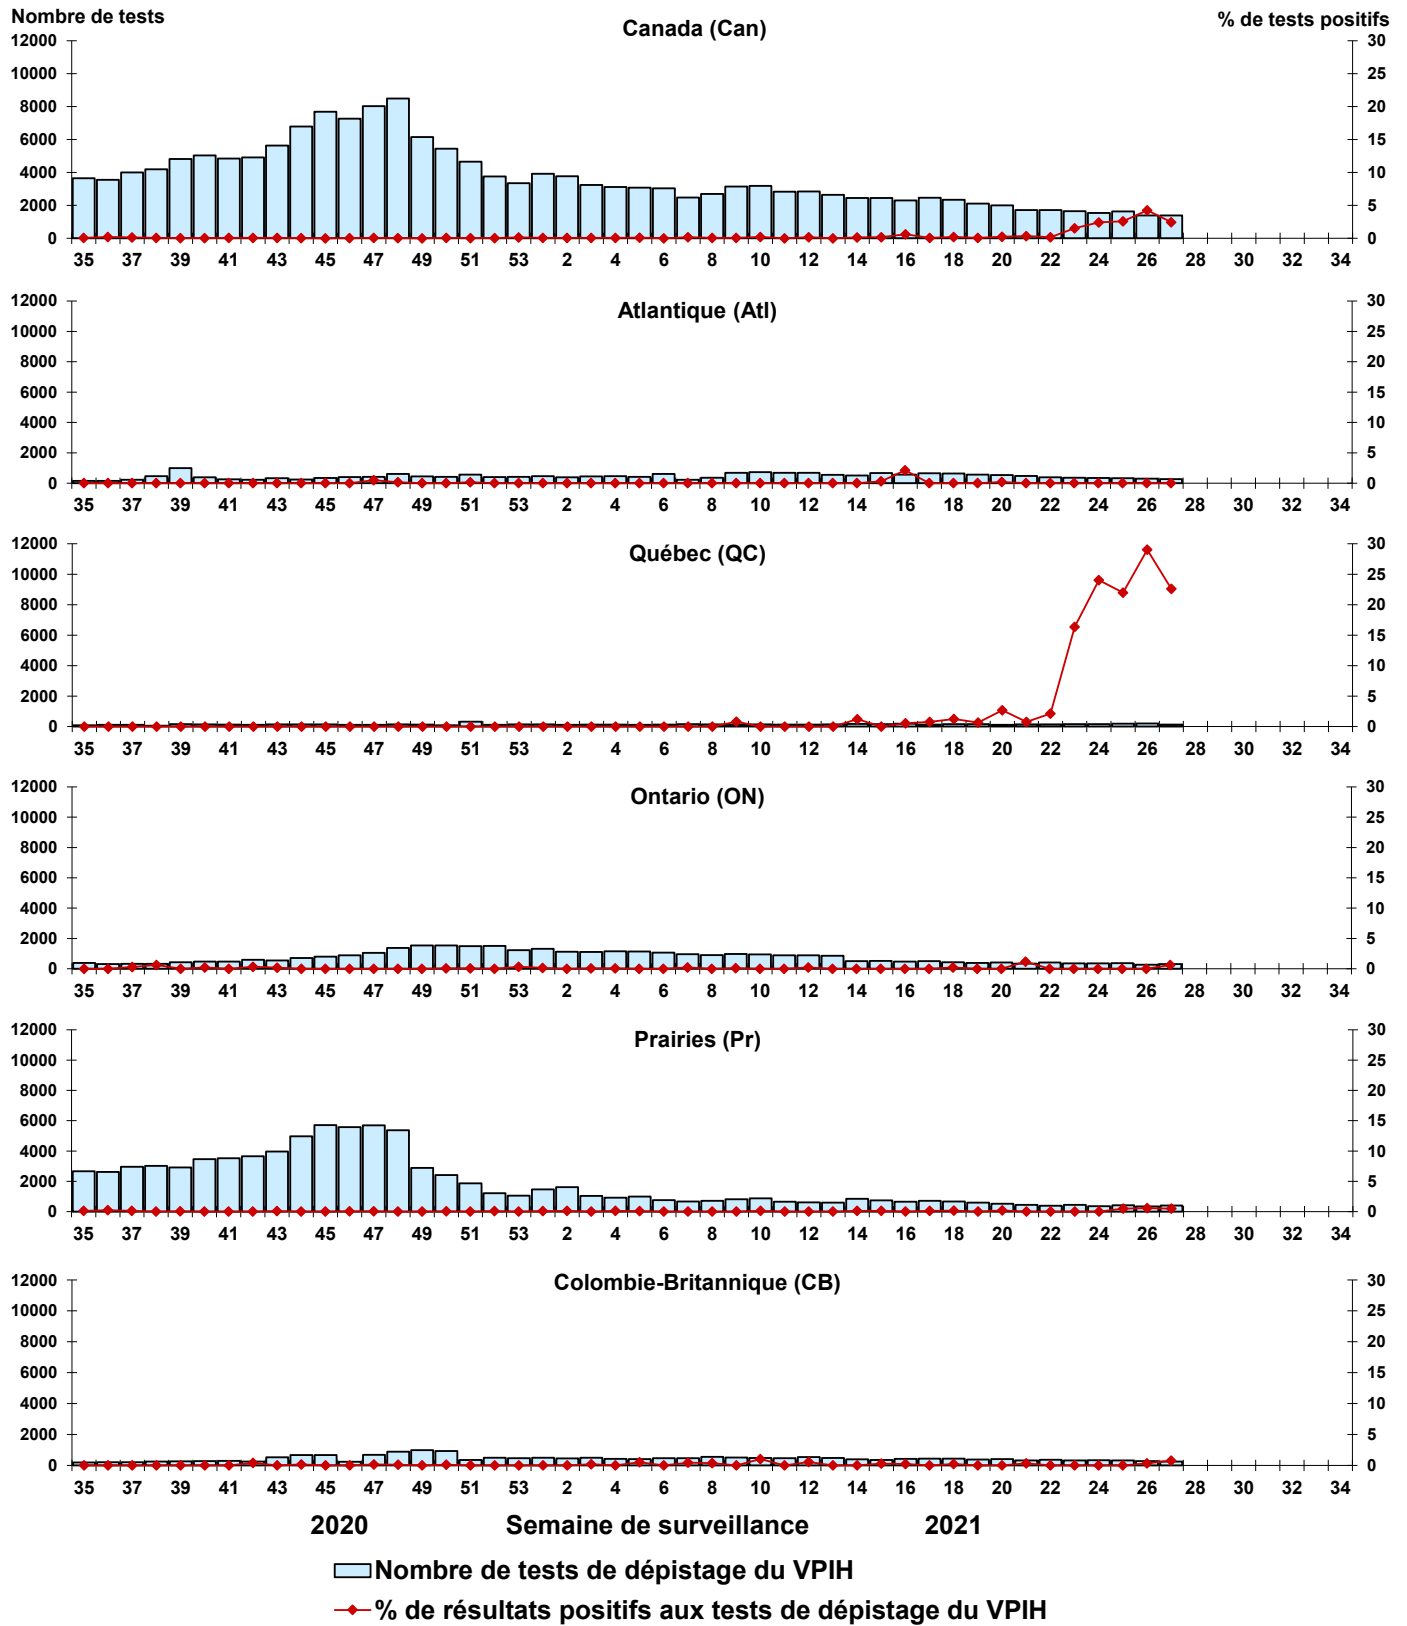 Nombre de tests
% de tests positifs
Canada (Can)
12000 10000 8000 6000 4000 2000 0
30 25 20 15 10 5 0
35 37 39 41 43 45 47 49 51 53 2 4 6 8 10 12 14 16 18 20 22 24 26 28 30 32 34
Atlantique (Atl)
12000 10000 8000 6000 4000 2000 0
30 25 20 15 10 5 0
35 37 39 41 43 45 47 49 51 53 2 4 6 8 10 12 14 16 18 20 22 24 26 28 30 32 34
Québec (QC)
12000 10000 8000 6000 4000 2000 0
30 25 20 15 10 5 0
35 37 39 41 43 45 47 49 51 53 2 4 6 8 10 12 14 16 18 20 22 24 26 28 30 32 34
Ontario (ON)
12000 10000 8000 6000 4000 2000 0
30 25 20 15 10 5 0
35 37 39 41 43 45 47 49 51 53 2 4 6 8 10 12 14 16 18 20 22 24 26 28 30 32 34
Prairies (Pr)
12000 10000 8000 6000 4000 2000 0
30 25 20 15 10 5 0
35 37 39 41 43 45 47 49 51 53 2 4 6 8 10 12 14 16 18 20 22 24 26 28 30 32 34
Colombie-Britannique (CB)
12000 10000 8000 6000 4000 2000 0
30 25 20 15 10 5 0
35 37 39 41 43 45 47 49 51 53 2 4 6 8 10 12 14 16 18 20 22 24 26 28 30 32 34
2020 Semaine de surveillance 2021
Nombre de tests de dépistage du VPIH
% de résultats positifs aux tests de dépistage du VPIH